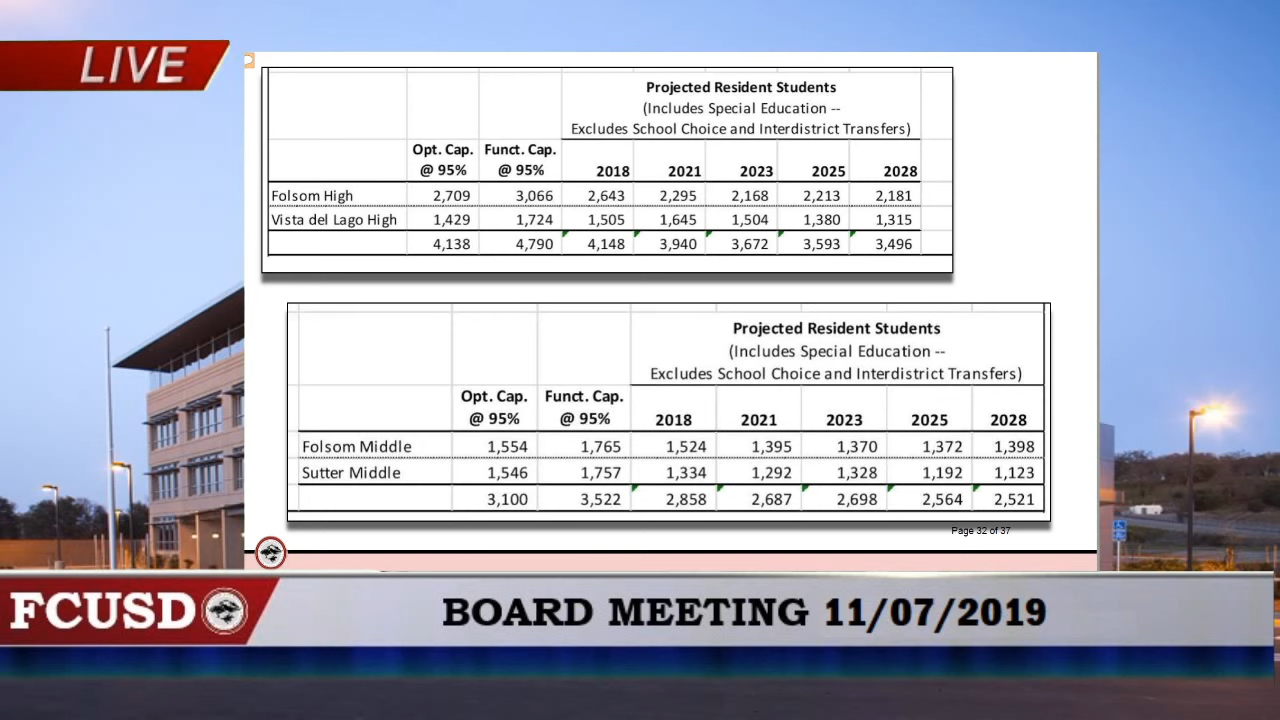 LIVE
Projected Resident Students
(Includes Special Education --
Excludes School Choice and Interdistrict Transfers)
Opt. Cap. Funct. Cap.
@ 95% @ 95% 2018 2021 2023 2025 2028
Folsom High 2,709 3,066 2,643 2,295 2,168 2,213 2,181
Vista del Lago High 1,429 1,724 1,505 1,645 1,504 1,380 1,315
4,138 4,790 4,148 3,940 3,672 3,593 3,496
Projected Resident Students
(Includes Special Education --
Excludes School Choice and Interdistrict Transfers)
Opt. Cap. Funct. Cap.
@ 95% @ 95% 2018 2021 2023 2025 2028
Folsom Middle 1,554 1,765 1,524 1,395 1,370 1,372 1,398
Sutter Middle 1,546 1,757 1,334 1,292 1,328 1,192 1,123
3,100 3,522 2,858 2,687 2,698 2,564 2,521
Page 32 of 37
FCUSD BOARD MEETING 11/07/2019